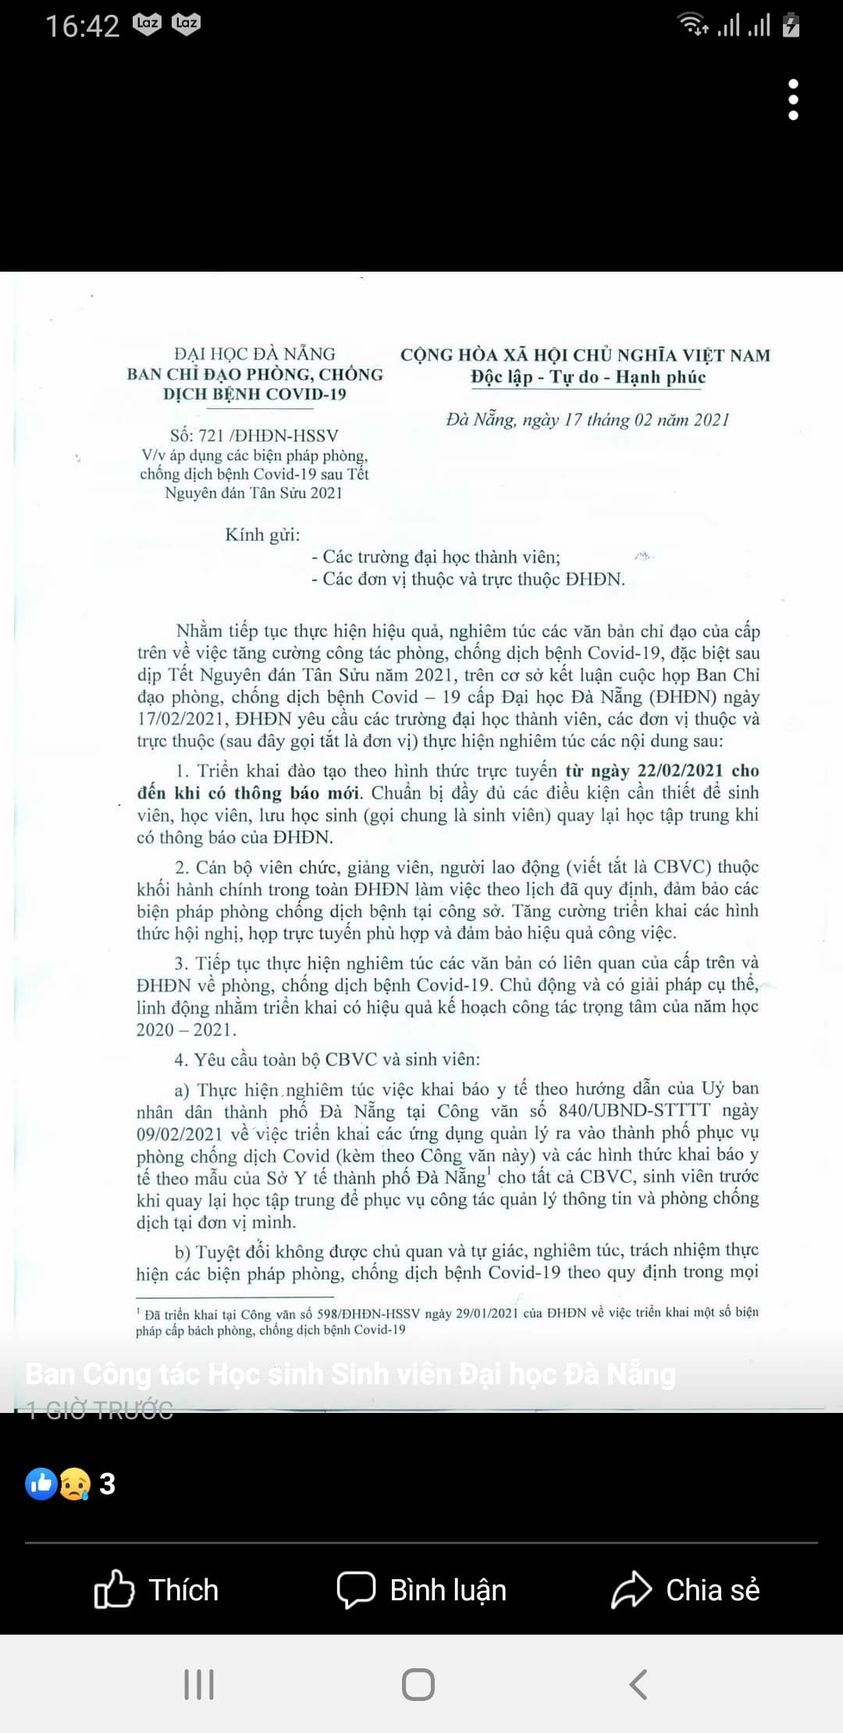 16:42 Laz Laz
ĐẠI HỌC ĐÀ NẴNG
BAN CHỈ ĐẠO PHÒNG, CHỐNG
DỊCH BỆNH COVID-19
CỘNG HÒA XÃ HỘI CHỦ NGHĨA VIỆT NAM
Độc lập - Tự do - Hạnh phúc
Đà Nẵng, ngày 17 tháng 02 năm 2021
Số: 721 /ĐHĐN-HSSV
V/v áp dụng các biện pháp phòng,
chống dịch bệnh Covid-19 sau Tết
Nguyên đán Tân Sửu 2021
Kính gửi:
- Các trường đại học thành viên;
- Các đơn vị thuộc và trực thuộc ĐHĐN.
Nhằm tiếp tục thực hiện hiệu quả, nghiêm túc các văn bản chỉ đạo của cấp
trên về việc tăng cường công tác phòng, chống dịch bệnh Covid-19, đặc biệt sau
dịp Tết Nguyên đán Tân Sửu năm 2021, trên cơ sở kết luận cuộc họp Ban Chỉ
đạo phòng, chống dịch bệnh Covid – 19 cấp Đại học Đà Nẵng (ĐHĐN) ngày
17/02/2021, ĐHĐN yêu cầu các trường đại học thành viên, các đơn vị thuộc và
trực thuộc (sau đây gọi tắt là đơn vị) thực hiện nghiêm túc các nội dung sau:
1. Triển khai đào tạo theo hình thức trực tuyến từ ngày 22/02/2021 cho
đến khi có thông báo mới. Chuẩn bị đầy đủ các điều kiện cần thiết để sinh
viên, học viên, lưu học sinh (gọi chung là sinh viên) quay lại học tập trung khi
có thông báo của ĐHĐN.
2. Cán bộ viên chức, giảng viên, người lao động (viết tắt là CBVC) thuộc
khối hành chính trong toàn ĐHĐN làm việc theo lịch đã quy định, đảm bảo các
biện pháp phòng chống dịch bệnh tại công sở. Tăng cường triển khai các hình
thức hội nghị, họp trực tuyến phù hợp và đảm bảo hiệu quả công việc.
3. Tiếp tục thực hiện nghiêm túc các văn bản có liên quan của cấp trên và
ĐHĐN về phòng, chống dịch bệnh Covid-19. Chủ động và có giải pháp cụ thể,
linh động nhằm triển khai có hiệu quả kế hoạch công tác trọng tâm của năm học
2020 – 2021.
4. Yêu cầu toàn bộ CBVC và sinh viên:
a) Thực hiện nghiêm túc việc khai báo y tế theo hướng dẫn của Uỷ ban
nhân dân thành phố Đà Nẵng tại Công văn số 840/UBND-STTTT ngày
09/02/2021 về việc triển khai các ứng dụng quản lý ra vào thành phố phục vụ
phòng chống dịch Covid (kèm theo Công văn này) và các hình thức khai báo y
tế theo mẫu của Sở Y tế thành phố Đà Nẵng¹ cho tất cả CBVC, sinh viên trước
khi quay lại học tập trung để phục vụ công tác quản lý thông tin và phòng chống
dịch tại đơn vị mình.
b) Tuyệt đối không được chủ quan và tự giác, nghiêm túc, trách nhiệm thực
hiện các biện pháp phòng, chống dịch bệnh Covid-19 theo quy định trong mọi
¹ Đã triển khai tại Công văn số 598/ĐHĐN-HSSV ngày 29/01/2021 của ĐHĐN về việc triển khai một số biện
pháp cấp bách phòng, chống dịch bệnh Covid-19
Ban Công tác Học sinh Sinh viên Đại học Đà Nẵng
1 GIỜ TRƯỚC
3
Thích Bình luận Chia sẻ